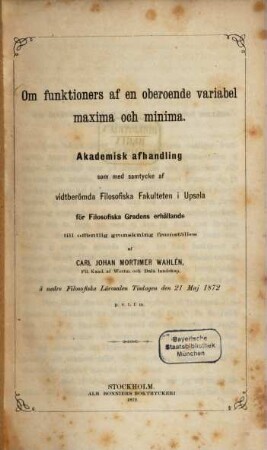 Om funktioners af en oberoende variabel
maxima och minima.
Akademisk afhandling
som med samtycke af
vidtberömda Filosofiska Fakulteten i Upsala
för Filosofiska Gradens erhållande
till offentlig granskning framställes
af
CARL JOHAN MORTIMER WAHLÉN,
Fil. Kand. af Westm. och Dala landskap.
å nedre Filosofiska Lärosalen Tisdagen den 21 Maj 1872
p. v. t. f. m.
Bayerische
Staatsbibliothek
München
STOCKHOLM.
ALB. BONNIERS BOKTRYCKERI
1872.